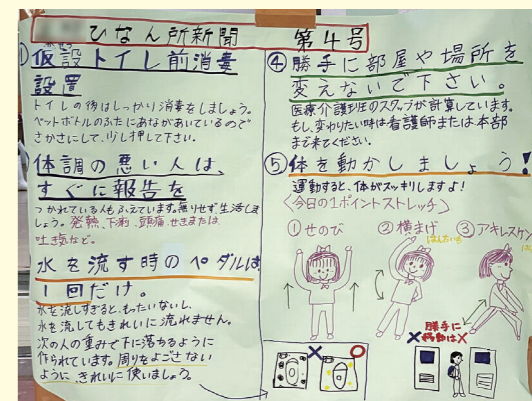 ひなん所新聞 第4号
①仮設トイレ前消毒
設置
トイレの後はしっかり消毒をしましょう。
ペットボトルのふたにあながあいているので
さかさにして、少し押して下さい。
体調の悪い人は、
すぐに報告を
つかれている人もふえています。無りせず生活しま
しょう。発熱、下痢、頭痛、せきまたは
吐き気など。
水を流す時のペダルは
1回だけ。
水を流しすぎると、もったいないし、
水を流してもきれいに流れません。
次の人の重みで下に落ちるように
作られています。周りをよごさない
ように きれいに使いましょう。
④勝手に部屋や場所を
変えないで下さい。
医療介護班のスタッフが計算しています。
もし、変わりたい時は看護師または本部
まで来てください。
⑤体を動かしましょう!
運動すると、体がスッキリしますよ!
〈今日の1ポイントストレッチ〉
①せのび
②横まげ
はんたいも
③アキレスケン
勝手に
移動は×